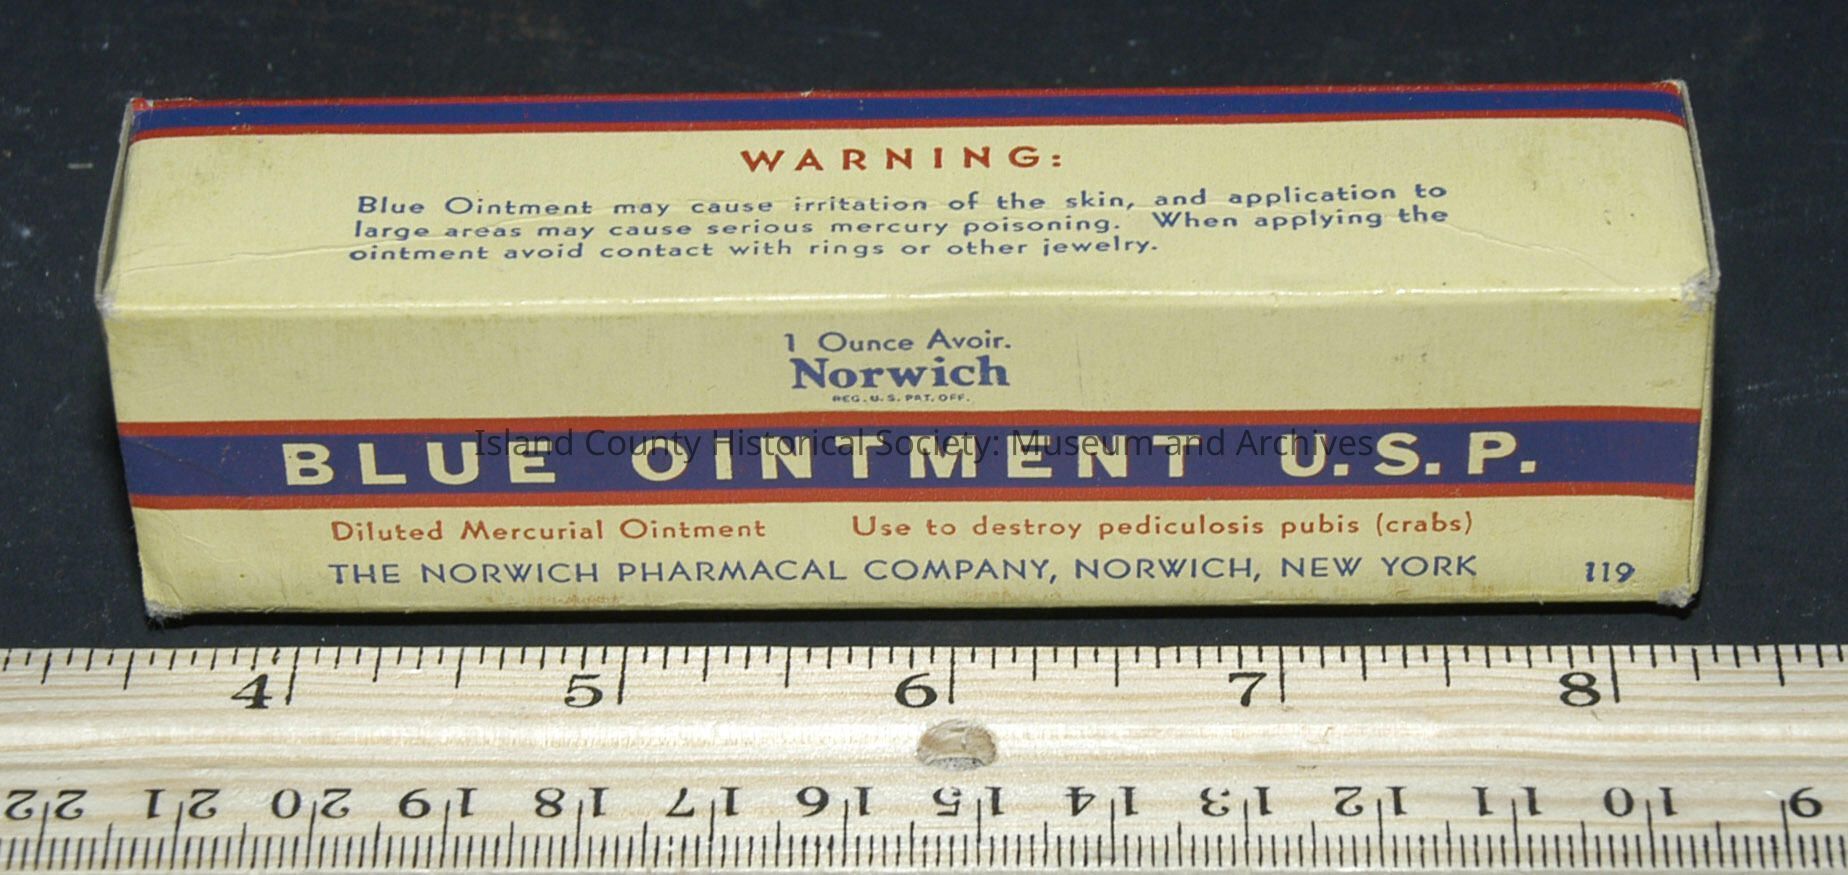 WARNING:
Blue Ointment may cause irritation of the skin, and application to
large areas may cause serious mercury poisoning. When applying the
ointment avoid contact with rings or other jewelry.
1 Ounce Avoir.
Norwich
REG. U. S. PAT. OFF.
Island County Historical Society: Museum and Archives
BLUE OINTMENT U.S.P.
Diluted Mercurial Ointment Use to destroy pediculosis pubis (crabs)
THE NORWICH PHARMACAL COMPANY, NORWICH, NEW YORK 119
4 5 6 7 8
22 21 20 19 18 17 16 15 14 13 12 11 10 9